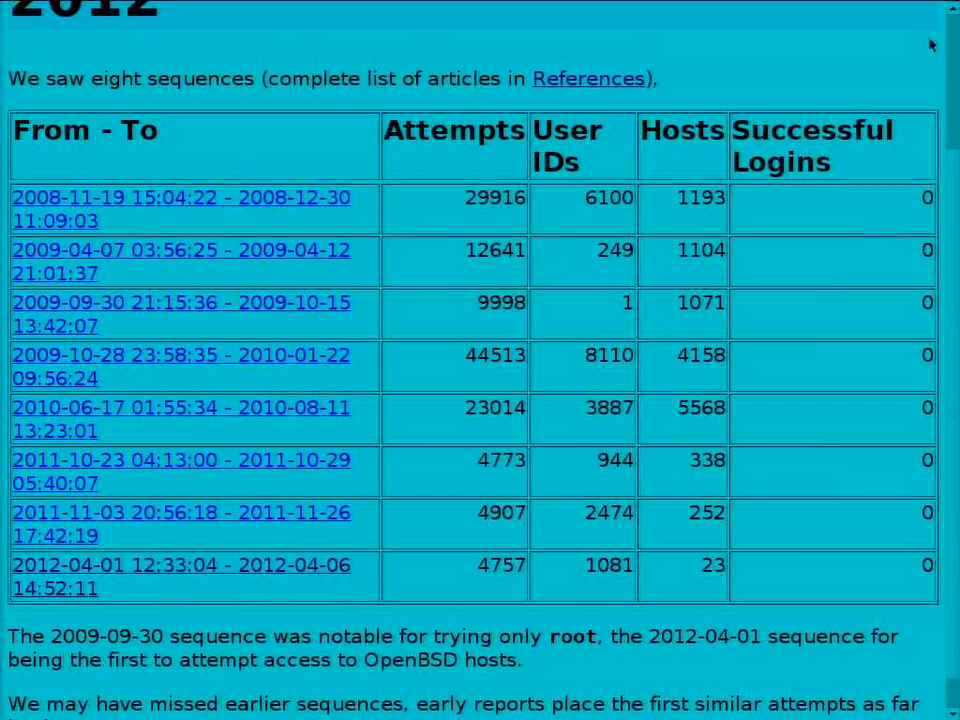 2012
We saw eight sequences (complete list of articles in References),
From - To Attempts User IDs Hosts Successful Logins
2008-11-19 15:04:22 - 2008-12-30 11:09:03 29916 6100 1193 0
2009-04-07 03:56:25 - 2009-04-12 21:01:37 12641 249 1104 0
2009-09-30 21:15:36 - 2009-10-15 13:42:07 9998 1 1071 0
2009-10-28 23:58:35 - 2010-01-22 09:56:24 44513 8110 4158 0
2010-06-17 01:55:34 - 2010-08-11 13:23:01 23014 3887 5568 0
2011-10-23 04:13:00 - 2011-10-29 05:40:07 4773 944 338 0
2011-11-03 20:56:18 - 2011-11-26 17:42:19 4907 2474 252 0
2012-04-01 12:33:04 - 2012-04-06 14:52:11 4757 1081 23 0
The 2009-09-30 sequence was notable for trying only root, the 2012-04-01 sequence for
being the first to attempt access to OpenBSD hosts.
We may have missed earlier sequences, early reports place the first similar attempts as far